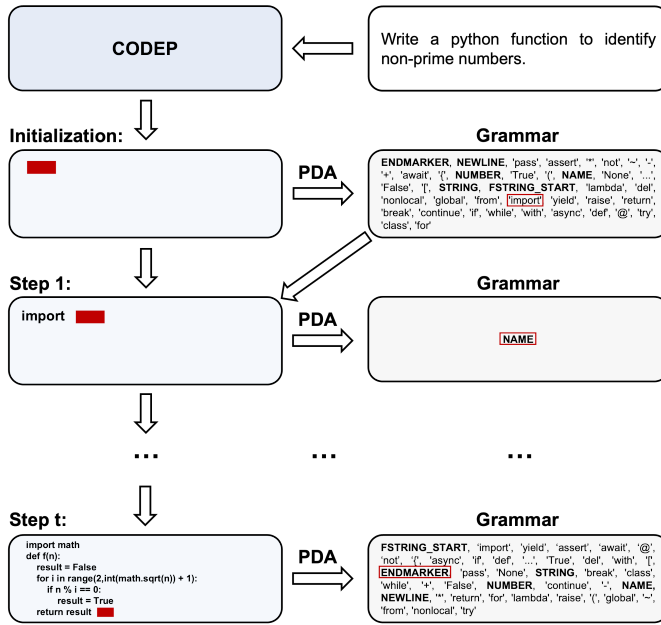 CODEP
Write a python function to identify
non-prime numbers.
Initialization:
PDA
Grammar
ENDMARKER, NEWLINE, 'pass', 'assert', '*', 'not', '~', '-',
'+', 'await', '{', NUMBER, 'True', '(', NAME, 'None', '...',
'False', '[', STRING, FSTRING_START, 'lambda', 'del',
'nonlocal', 'global', 'from', 'import' 'yield', 'raise', 'return',
'break', 'continue', 'if', 'while', 'with', 'async', 'def', '@', 'try',
'class', 'for'
Step 1:
import
PDA
Grammar
NAME
... ... ...
Step t:
import math
def f(n):
result = False
for i in range(2,int(math.sqrt(n)) + 1):
if n % i == 0:
result = True
return result
PDA
Grammar
FSTRING_START, 'import', 'yield', 'assert', 'await', '@',
'not', '{', 'async', 'if', 'def', '...', 'True', 'del', 'with', '[',
ENDMARKER 'pass', 'None', STRING, 'break', 'class',
'while', '+', 'False', NUMBER, 'continue', '-', NAME,
NEWLINE, '*', 'return', 'for', 'lambda', 'raise', '(', 'global', '~',
'from', 'nonlocal', 'try'